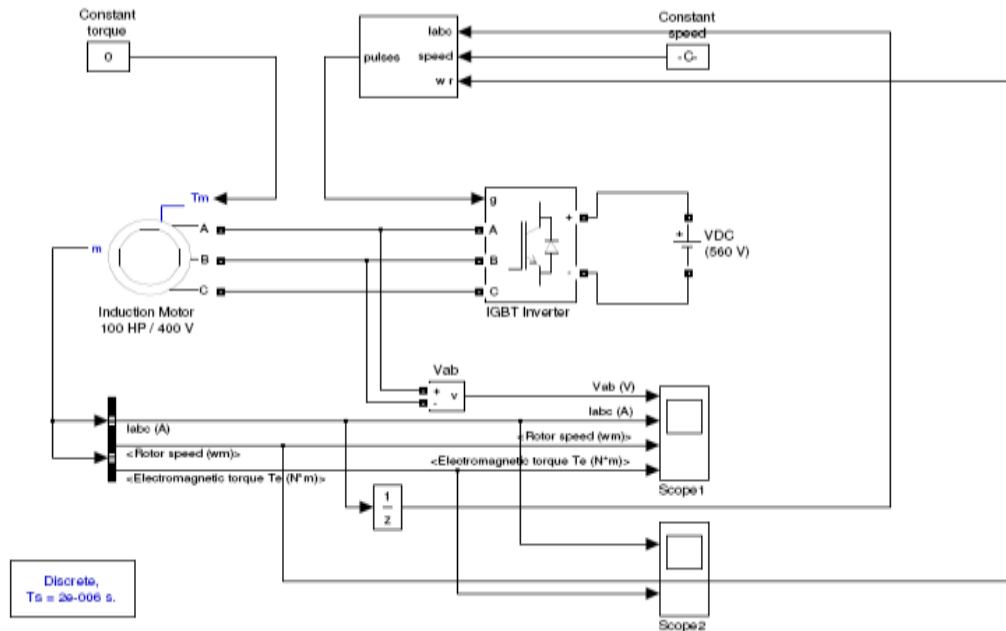 Constant
torque
0
Iabc
pulses
speed
w r
Constant
speed
-C-
Tm
m
A
B
C
Induction Motor
100 HP / 400 V
g
A
B
C
+
-
IGBT Inverter
+
VDC
(560 V)
Vab
+
-
v
Vab (V)
Iabc (A)
<Rotor speed (wm)>
<Electromagnetic torque Te (N*m)>
Scope1
Iabc (A)
<Rotor speed (wm)>
<Electromagnetic torque Te (N*m)>
1
z
Scope2
Discrete,
Ts = 2e-006 s.